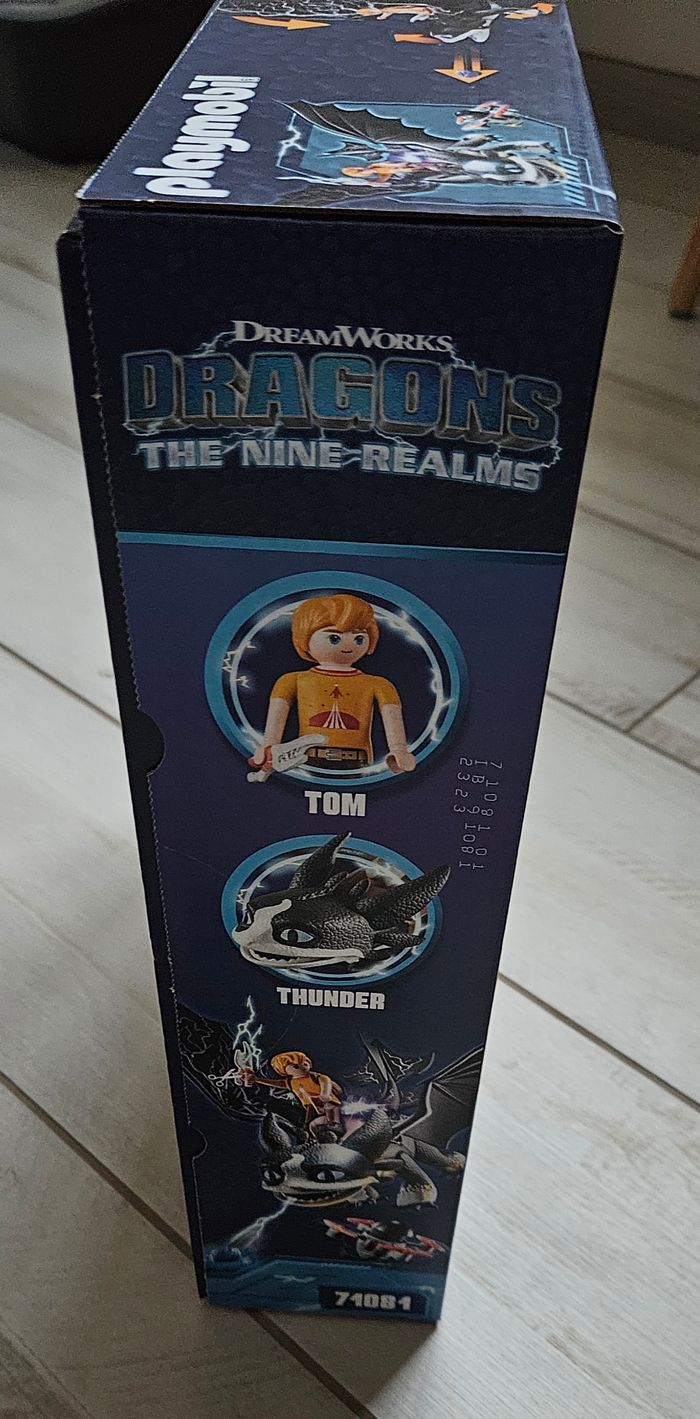 playmobil
DREAMWORKS
DRAGONS
THE NINE REALMS
TOM
THUNDER
71081